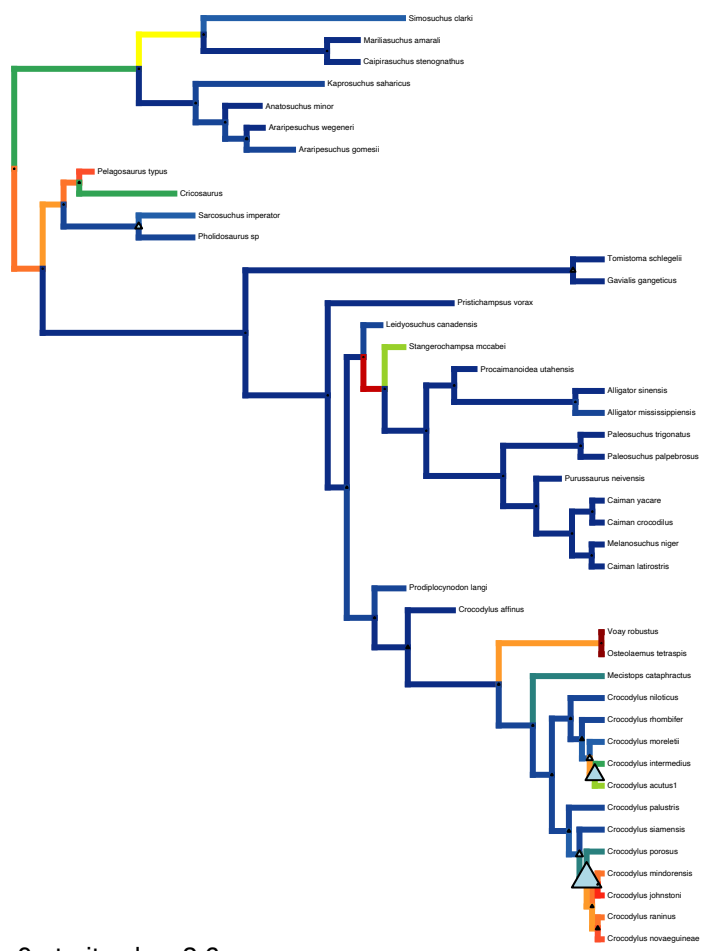 Simosuchus clarki
Mariliasuchus amarali
Caipirasuchus stenognathus
Kaprosuchus saharicus
Anatosuchus minor
Araripesuchus wegeneri
Araripesuchus gomesii
Pelagosaurus typus
Cricosaurus
Sarcosuchus imperator
Pholidosaurus sp
Tomistoma schlegelii
Gavialis gangeticus
Pristichampsus vorax
Leidyosuchus canadensis
Stangerochampsa mccabei
Procaimanoidea utahensis
Alligator sinensis
Alligator mississippiensis
Paleosuchus trigonatus
Paleosuchus palpebrosus
Purussaurus neivensis
Caiman yacare
Caiman crocodilus
Melanosuchus niger
Caiman latirostris
Prodiplocynodon langi
Crocodylus affinus
Voay robustus
Osteolaemus tetraspis
Mecistops cataphractus
Crocodylus niloticus
Crocodylus rhombifer
Crocodylus moreletii
Crocodylus intermedius
Crocodylus acutus1
Crocodylus palustris
Crocodylus siamensis
Crocodylus porosus
Crocodylus mindorensis
Crocodylus johnstoni
Crocodylus raninus
Crocodylus novaeguineae